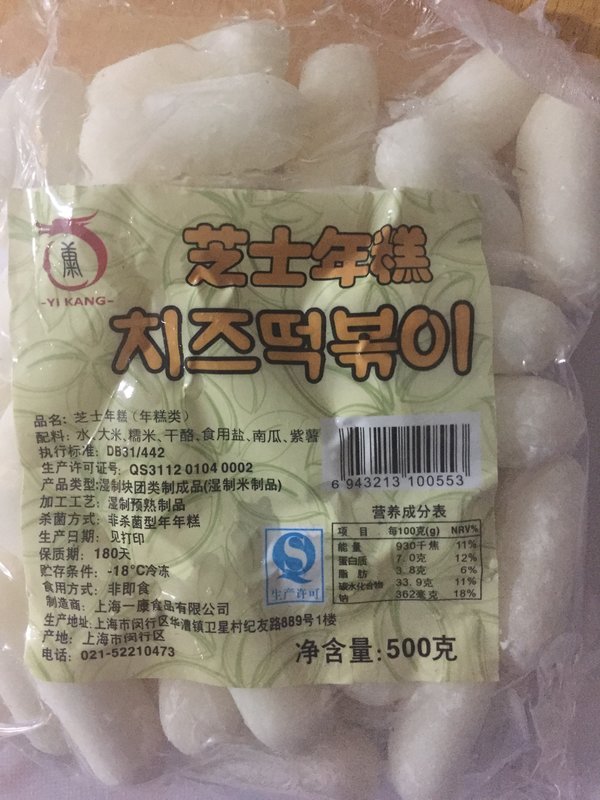 -YI KANG-
芝士年糕
치즈떡볶이
品名: 芝士年糕（年糕类）
配料: 水、大米、糯米、干酪、食用盐、南瓜、紫薯
执行标准: DB31/442
生产许可证号: QS3112 0104 0002
产品类型:湿制块团类制成品(湿制米制品)
加工工艺: 湿制预熟制品
杀菌方式: 非杀菌型年年糕
生产日期: 见打印
保质期: 180天
贮存条件: -18°C冷冻
食用方式: 非即食
制造商: 上海一康食品有限公司
生产地址:上海市闵行区华漕镇卫星村纪友路889号1楼
产地: 上海市闵行区
电话: 021-52210473
6 943213 100553
营养成分表
项 目 每100克(g) NRV%
能 量 930千焦 11%
蛋白质 7.0克 12%
脂 肪 3.8克 6%
碳水化合物 33.9克 11%
钠 362毫克 18%
生产许可
净含量: 500克